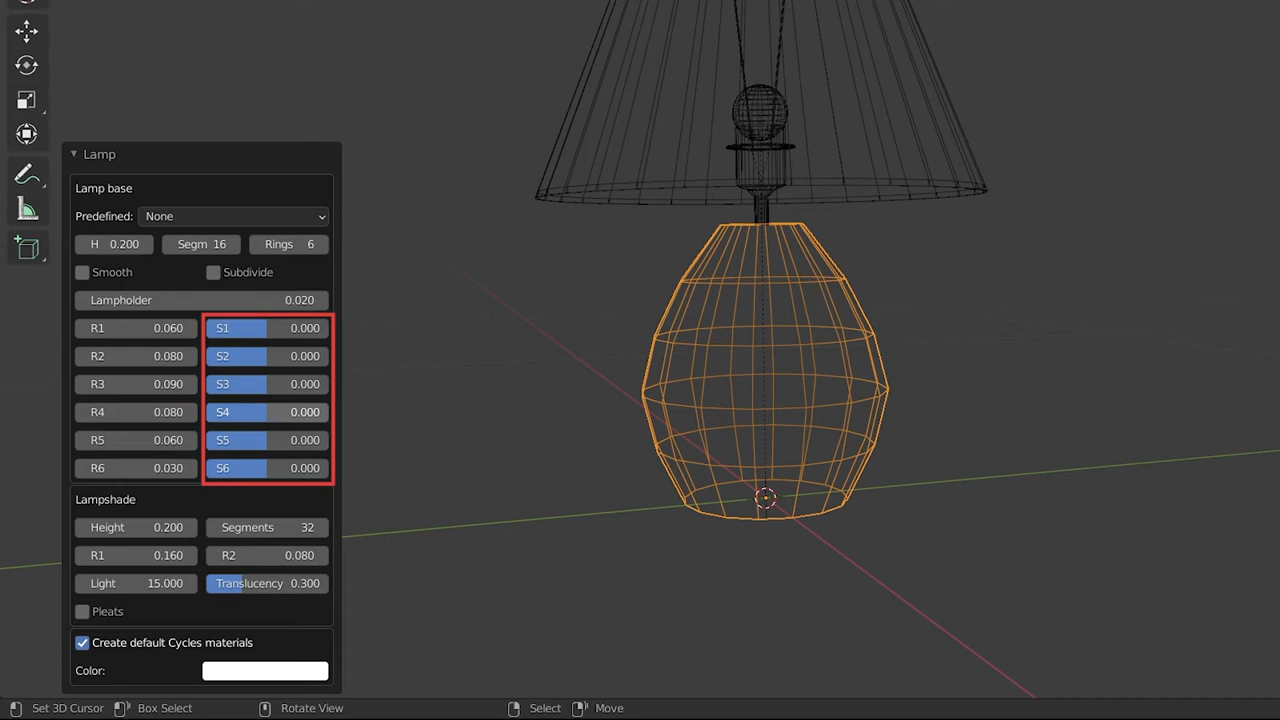 Lamp
Lamp base
Predefined: None
H 0.200 Segm 16 Rings 6
Smooth Subdivide
Lampholder 0.020
R1 0.060 S1 0.000
R2 0.080 S2 0.000
R3 0.090 S3 0.000
R4 0.080 S4 0.000
R5 0.060 S5 0.000
R6 0.030 S6 0.000
Lampshade
Height 0.200 Segments 32
R1 0.160 R2 0.080
Light 15.000 Translucency 0.300
Pleats
Create default Cycles materials
Color:
Set 3D Cursor Box Select Rotate View Select Move